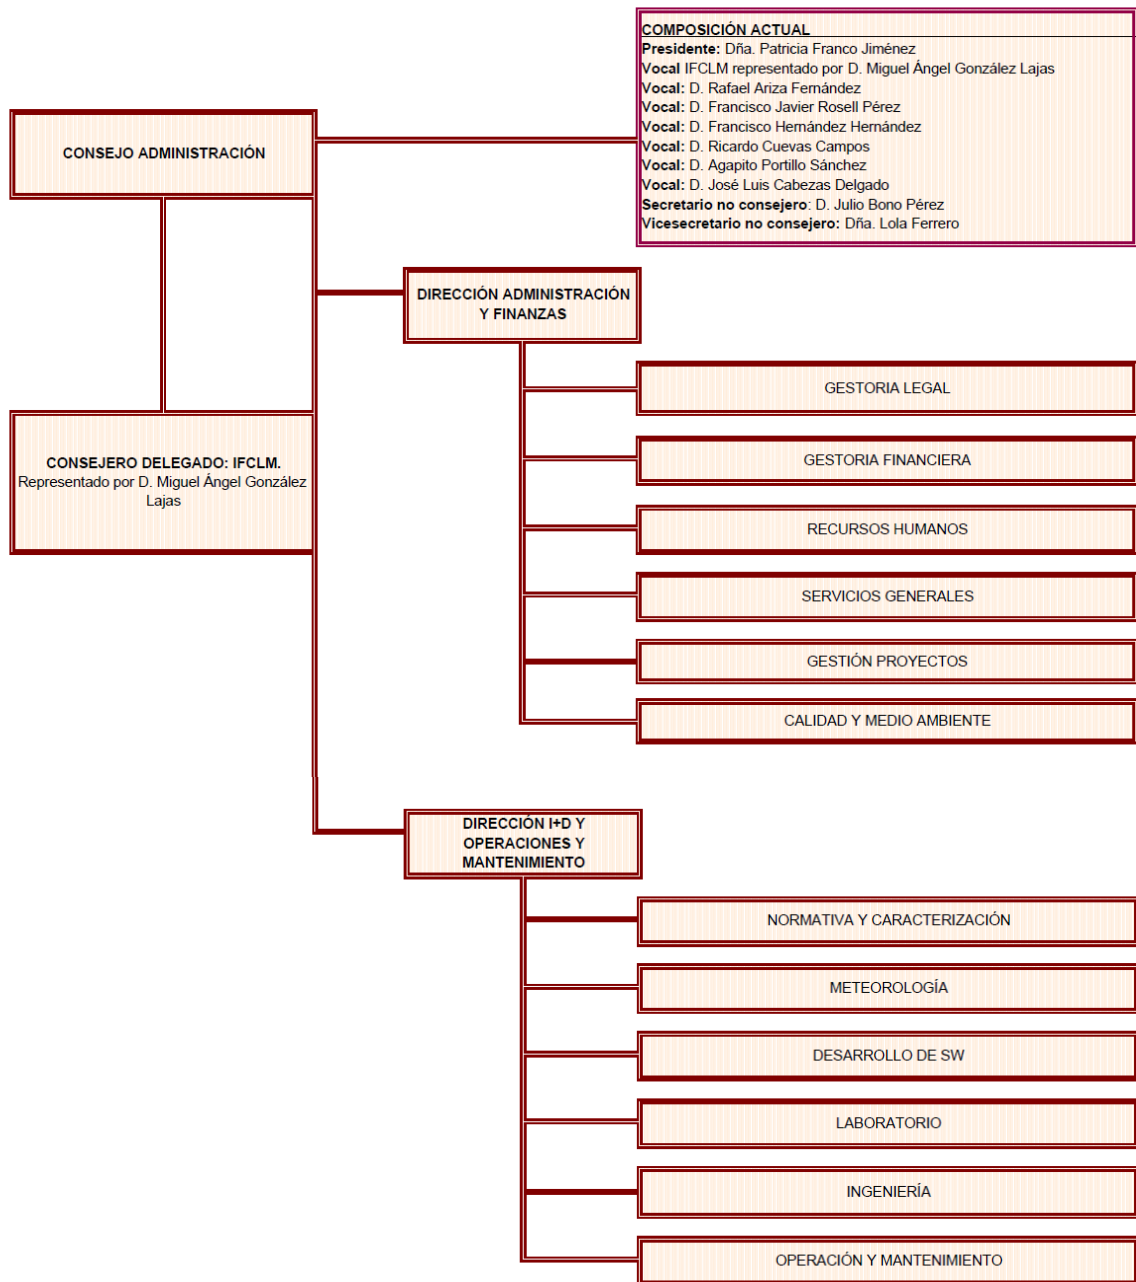 COMPOSICIÓN ACTUAL
Presidente: Dña. Patricia Franco Jiménez
Vocal IFCLM representado por D. Miguel Ángel González Lajas
Vocal: D. Rafael Ariza Fernández
Vocal: D. Francisco Javier Rosell Pérez
Vocal: D. Francisco Hernández Hernández
Vocal: D. Ricardo Cuevas Campos
Vocal: D. Agapito Portillo Sánchez
Vocal: D. José Luis Cabezas Delgado
Secretario no consejero: D. Julio Bono Pérez
Vicesecretario no consejero: Dña. Lola Ferrero
CONSEJO ADMINISTRACIÓN
CONSEJERO DELEGADO: IFCLM.
Representado por D. Miguel Ángel González
Lajas
DIRECCIÓN ADMINISTRACIÓN
Y FINANZAS
GESTORIA LEGAL
GESTORIA FINANCIERA
RECURSOS HUMANOS
SERVICIOS GENERALES
GESTIÓN PROYECTOS
CALIDAD Y MEDIO AMBIENTE
DIRECCIÓN I+D Y
OPERACIONES Y
MANTENIMIENTO
NORMATIVA Y CARACTERIZACIÓN
METEOROLOGÍA
DESARROLLO DE SW
LABORATORIO
INGENIERÍA
OPERACIÓN Y MANTENIMIENTO